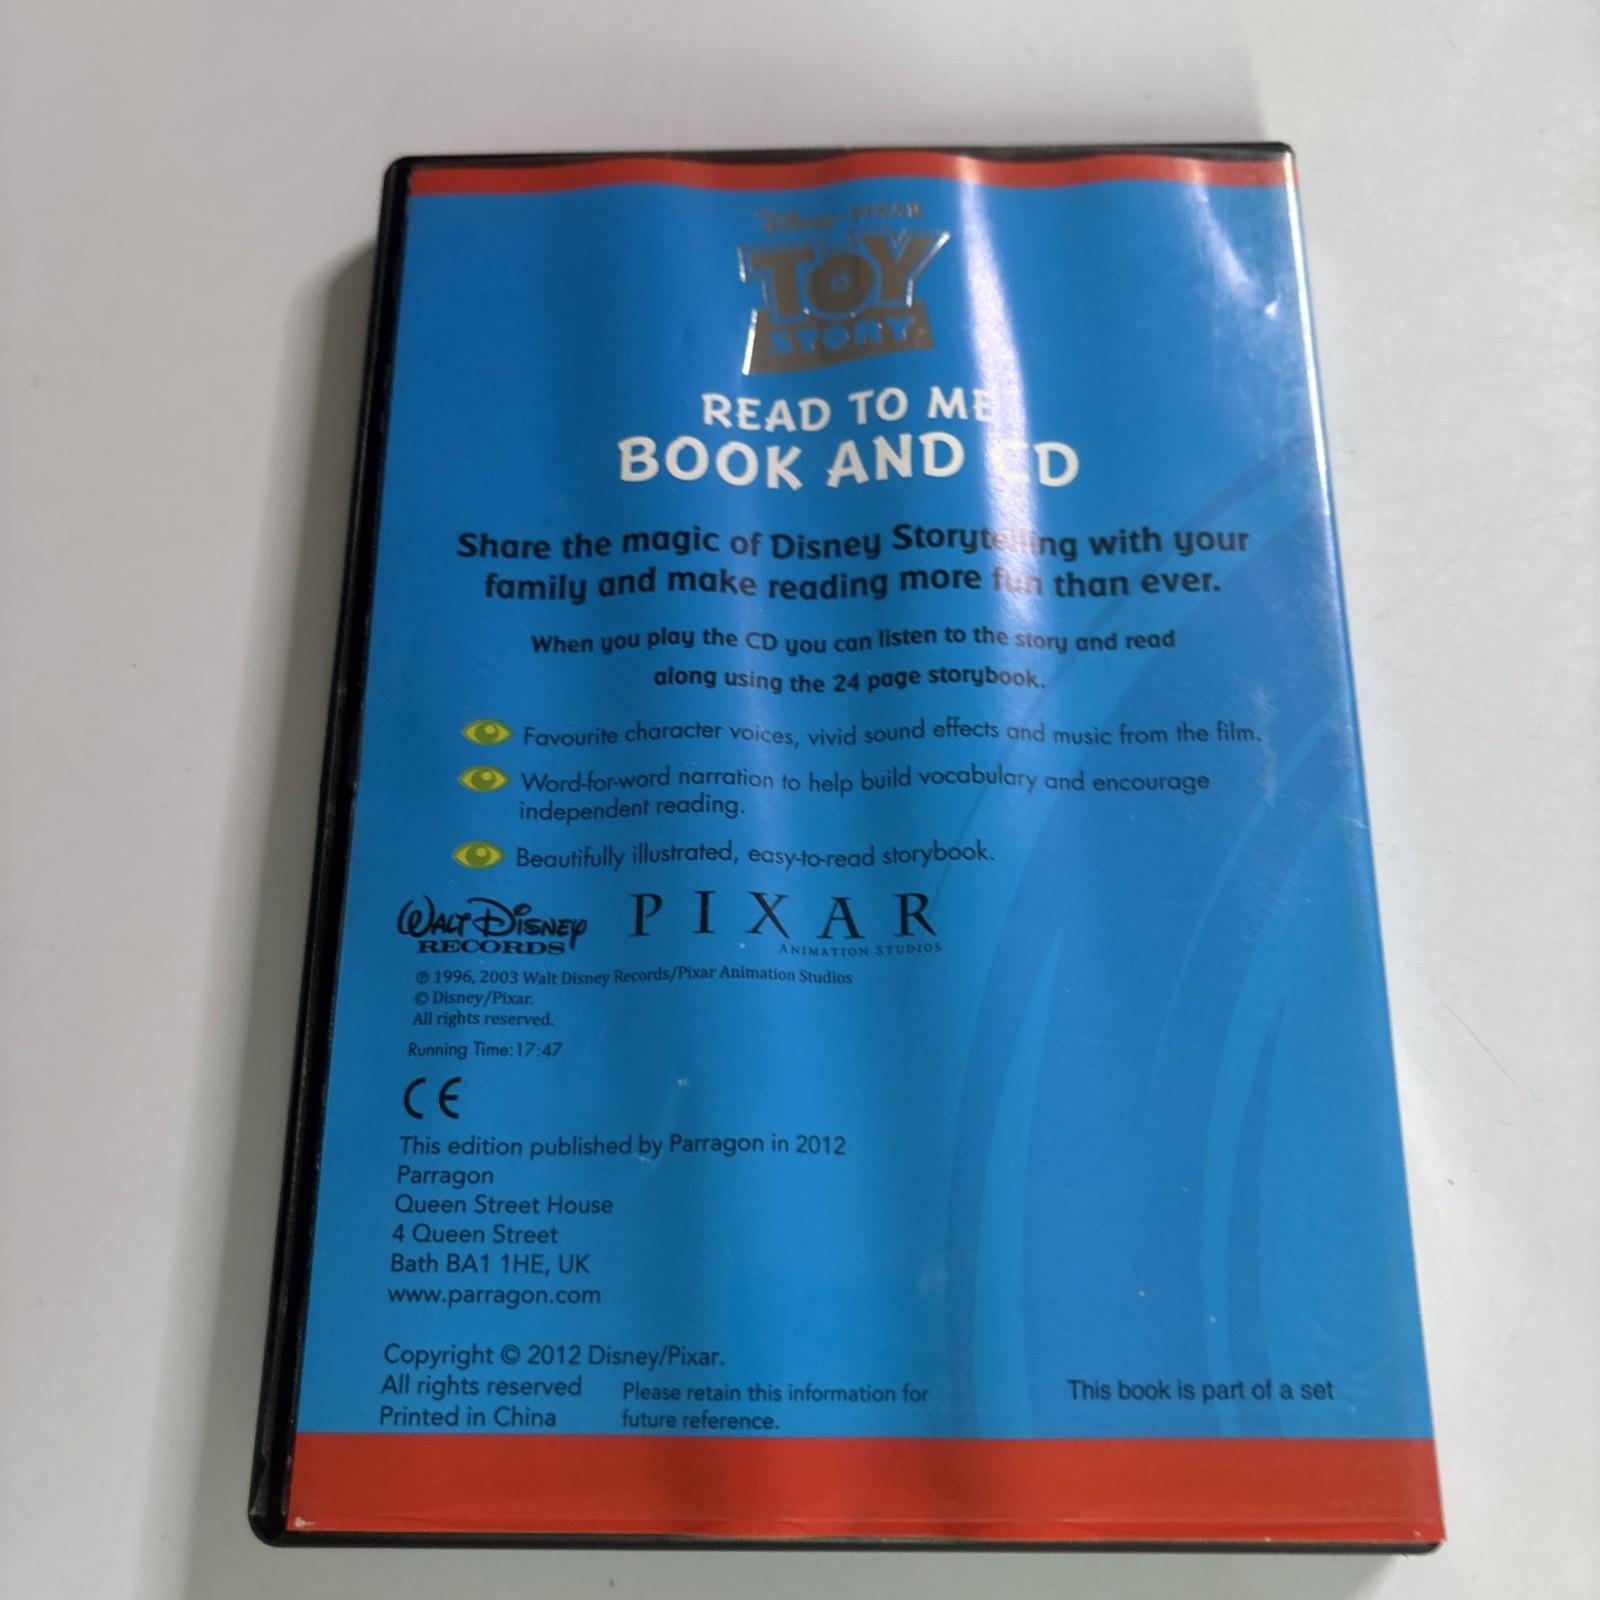 Disney PIXAR
TOY
STORY
READ TO ME
BOOK AND CD
Share the magic of Disney Storytelling with your
family and make reading more fun than ever.
When you play the CD you can listen to the story and read
along using the 24 page storybook.
Favourite character voices, vivid sound effects and music from the film.
Word-for-word narration to help build vocabulary and encourage
independent reading.
Beautifully illustrated, easy-to-read storybook.
WALT DISNEY
RECORDS
PIXAR
ANIMATION STUDIOS
℗ 1996, 2003 Walt Disney Records/Pixar Animation Studios
© Disney/Pixar.
All rights reserved.
Running Time:17:47
CE
This edition published by Parragon in 2012
Parragon
Queen Street House
4 Queen Street
Bath BA1 1HE, UK
www.parragon.com
Copyright © 2012 Disney/Pixar.
All rights reserved
Printed in China
Please retain this information for
future reference.
This book is part of a set